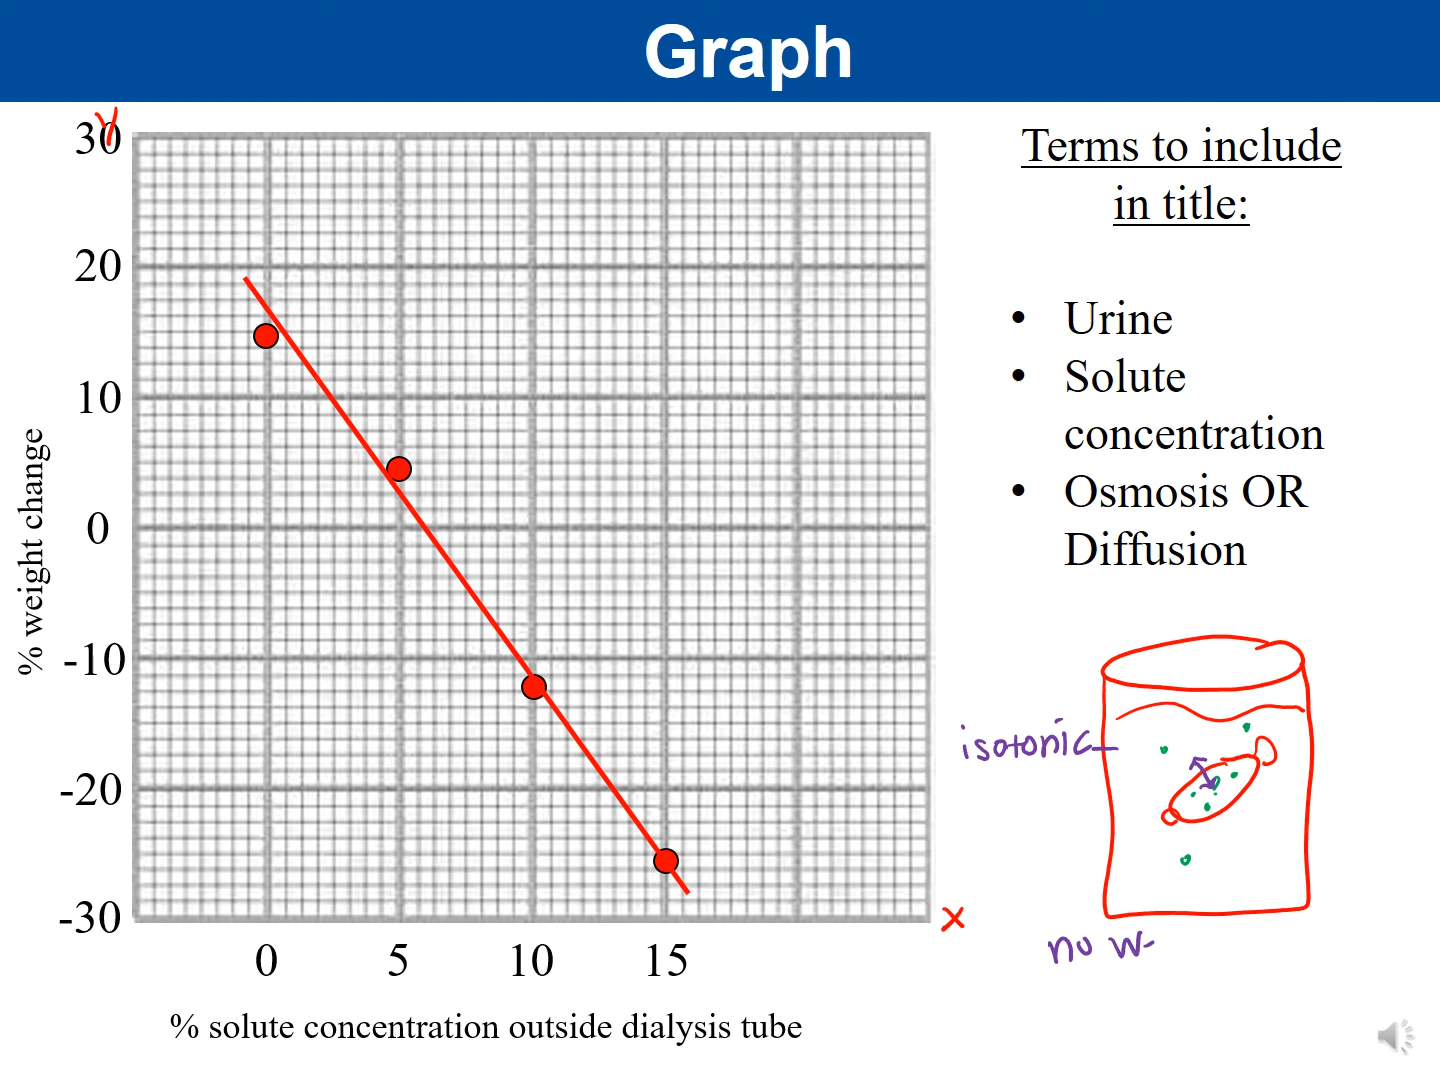 Graph
Y
30
20
10
0
-10
-20
-30
% weight change
0 5 10 15
X
% solute concentration outside dialysis tube
Terms to include
in title:
• Urine
• Solute
concentration
• Osmosis OR
Diffusion
isotonic
no w